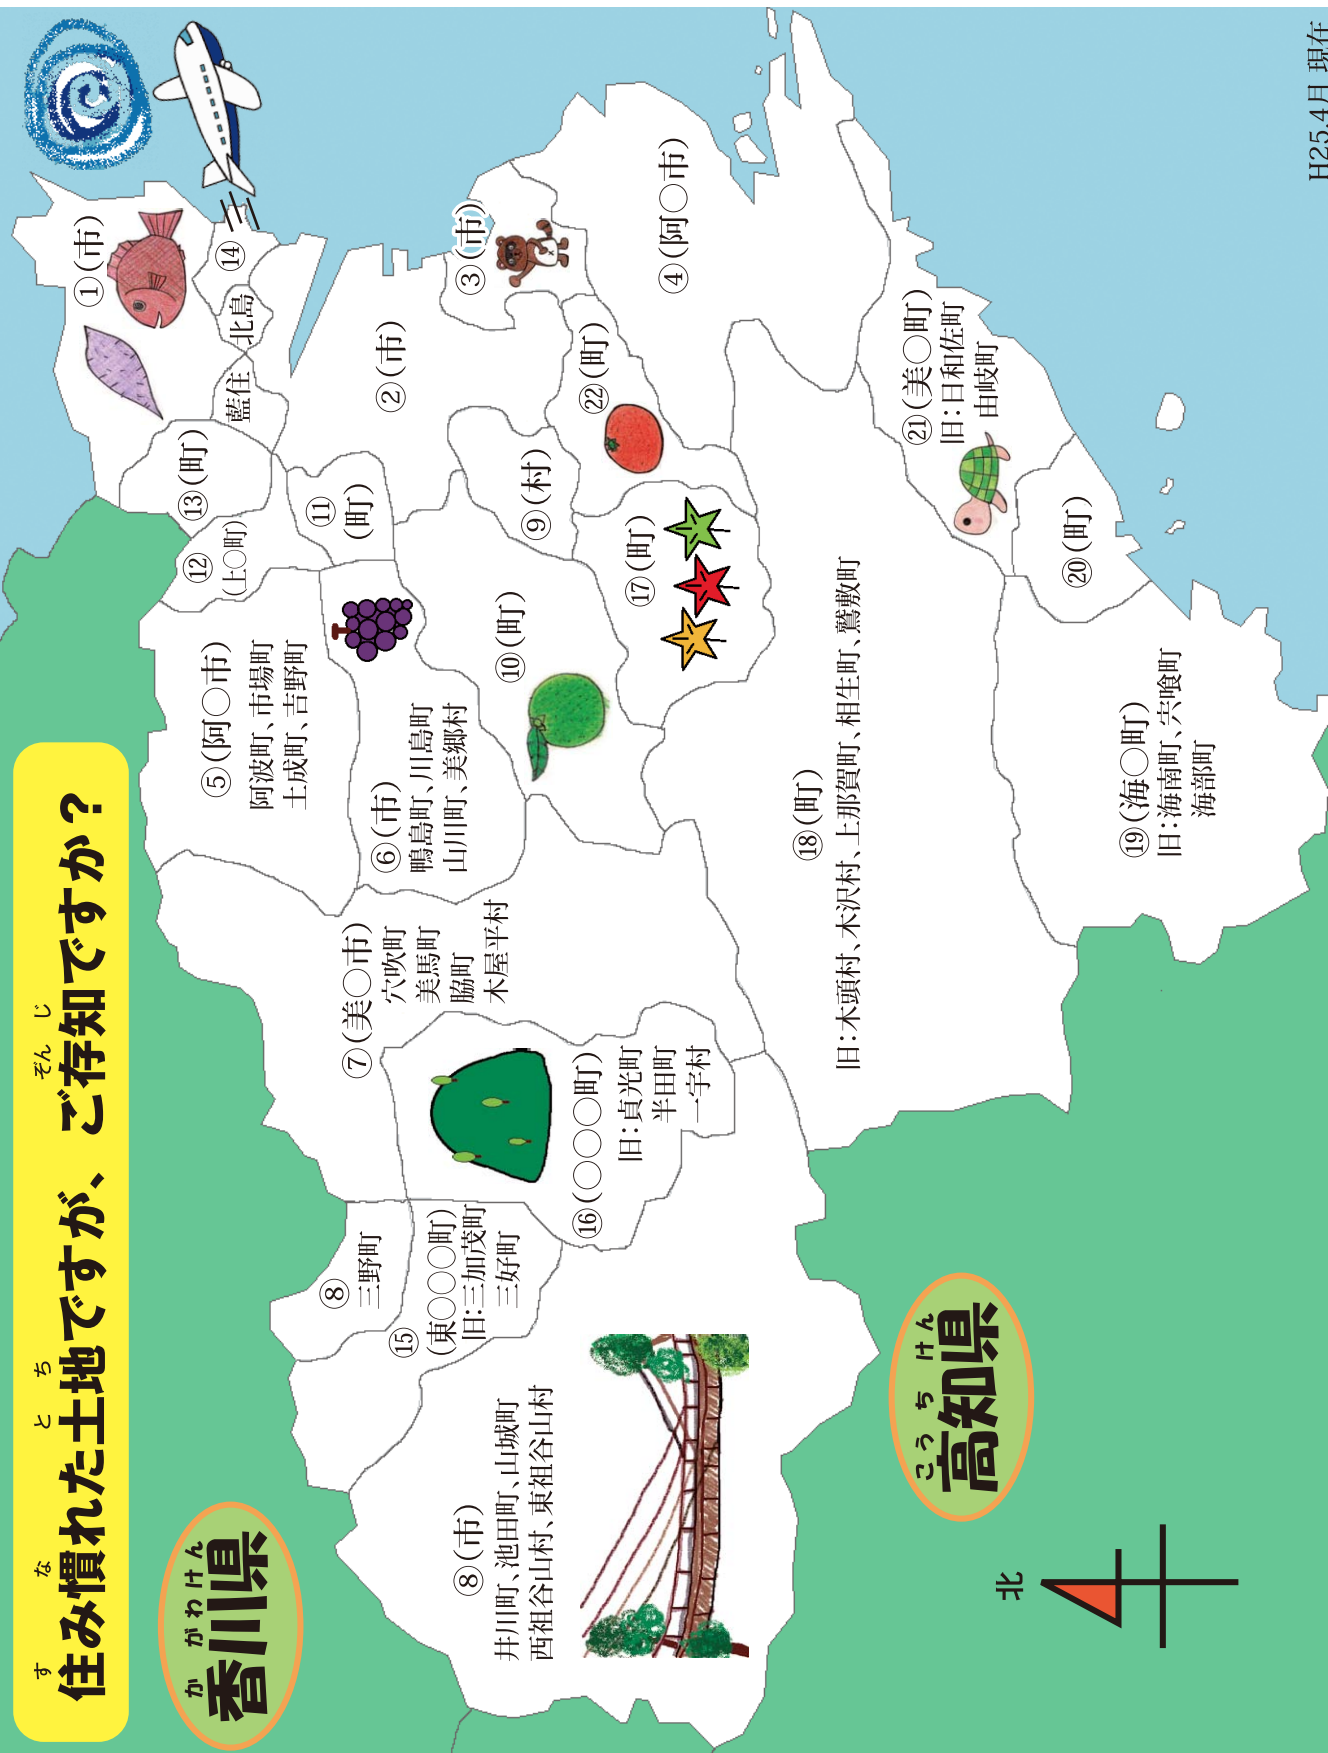 住み慣れた土地ですが、ご存知ですか？
す な と ち ぞん じ
香川県
か が わ けん
高知県
こう ち けん
北
H25.4月 現在
①(市)
⑭
北島
藍住
②(市)
③(市)
④(阿○市)
⑬(町)
⑫
(上○町)
⑪
(町)
㉒(町)
⑨(村)
⑰(町)
⑩(町)
⑤(阿○市)
阿波町、市場町
土成町、吉野町
⑥(市)
鴨島町、川島町
山川町、美郷村
⑦(美○市)
穴吹町
美馬町
脇町
木屋平村
⑧
三野町
⑮
(東○○○町)
旧：三加茂町
三好町
⑯(○○○町)
旧：貞光町
半田町
一宇村
⑧(市)
井川町、池田町、山城町
西祖谷山村、東祖谷山村
⑱(町)
旧：木頭村、木沢村、上那賀町、相生町、鷲敷町
㉑(美○町)
旧：日和佐町
由岐町
⑳(町)
⑲(海○町)
旧：海南町、宍喰町
海部町